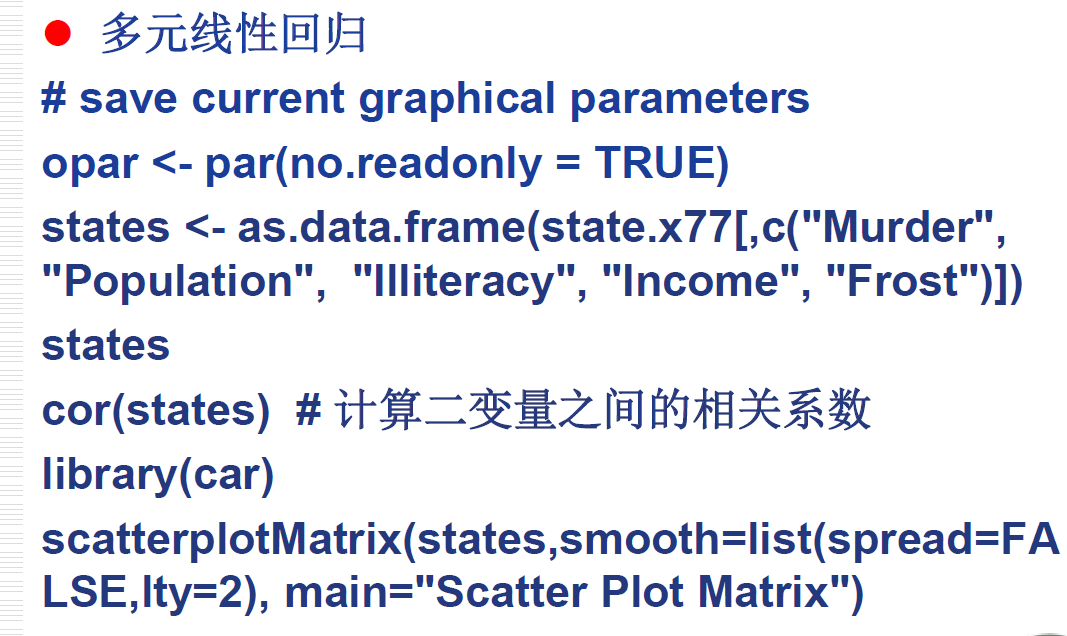 多元线性回归
# save current graphical parameters
opar <- par(no.readonly = TRUE)
states <- as.data.frame(state.x77[,c("Murder",
"Population", "Illiteracy", "Income", "Frost")])
states
cor(states) # 计算二变量之间的相关系数
library(car)
scatterplotMatrix(states,smooth=list(spread=FA
LSE,lty=2), main="Scatter Plot Matrix")